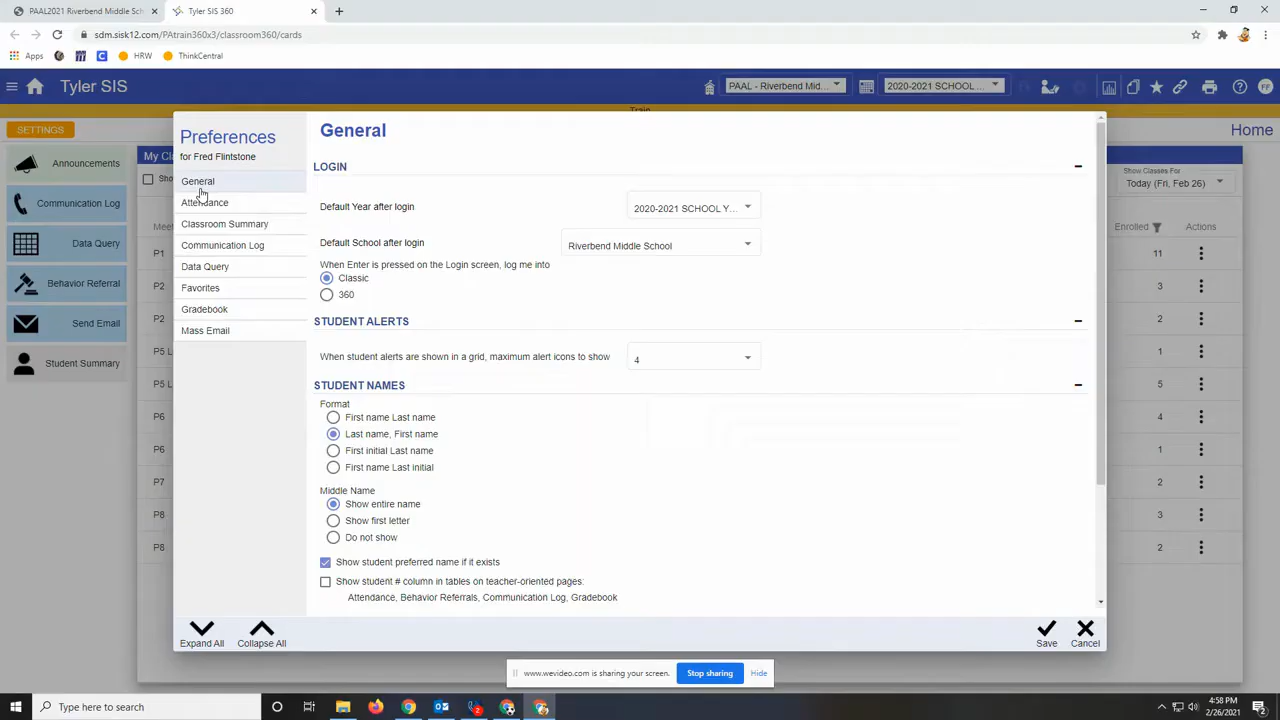 PAAL2021 Riverbend Middle Sch
Tyler SIS 360
sdm.sisk12.com/PAtrain360x3/classroom360/cards
Apps
HRW
ThinkCentral
Tyler SIS
PAAL - Riverbend Mid...
2020-2021 SCHOOL ...
FF
Train
SETTINGS
Home
Announcements
Communication Log
Data Query
Behavior Referral
Send Email
Student Summary
My Cl
Sho
Mee
P1
P2
P2
P5 L
P5 L
P6
P6
P7
P8
P8
Preferences
for Fred Flintstone
General
Attendance
Classroom Summary
Communication Log
Data Query
Favorites
Gradebook
Mass Email
General
LOGIN
Default Year after login
2020-2021 SCHOOL Y...
Default School after login
Riverbend Middle School
When Enter is pressed on the Login screen, log me into
Classic
360
STUDENT ALERTS
When student alerts are shown in a grid, maximum alert icons to show
4
STUDENT NAMES
Format
First name Last name
Last name, First name
First initial Last name
First name Last initial
Middle Name
Show entire name
Show first letter
Do not show
Show student preferred name if it exists
Show student # column in tables on teacher-oriented pages:
Attendance, Behavior Referrals, Communication Log, Gradebook
Expand All
Collapse All
Save
Cancel
Show Classes For
Today (Fri, Feb 26)
Enrolled
Actions
11
3
2
1
5
4
1
2
3
2
www.wevideo.com is sharing your screen.
Stop sharing
Hide
Type here to search
2
4:58 PM
2/26/2021
2